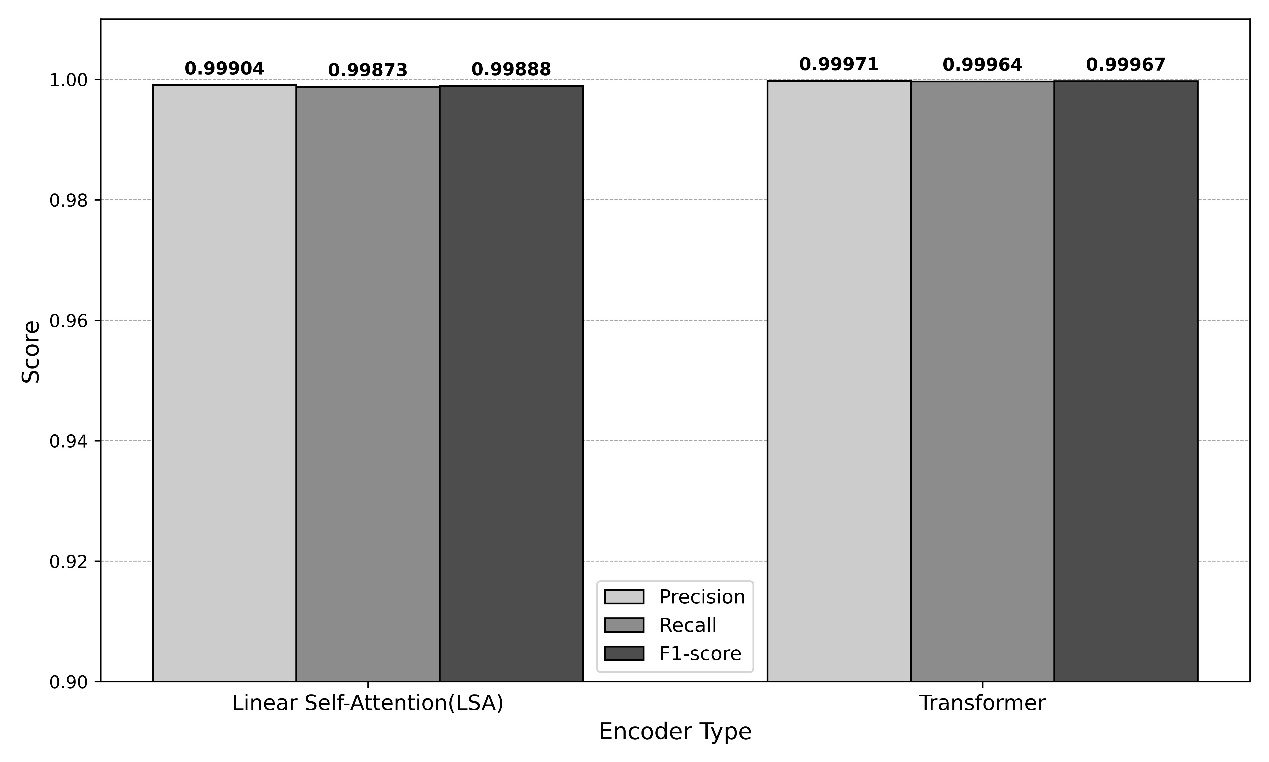 0.99904 0.99873 0.99888 0.99971 0.99964 0.99967
1.00
0.98
0.96
0.94
0.92
0.90
Score
Precision
Recall
F1-score
Linear Self-Attention(LSA) Transformer
Encoder Type